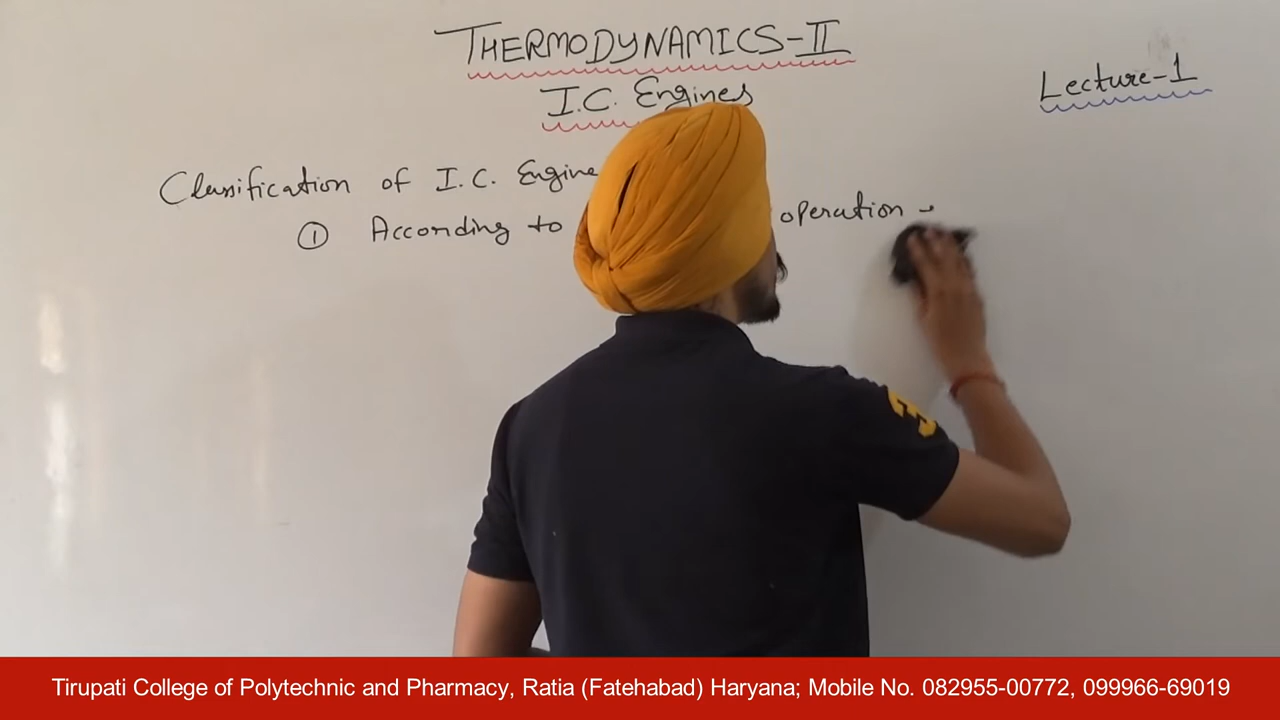 THERMODYNAMICS-II
I.C. Engines
Lecture-1
Classification of I.C. Engine
① According to operation -
3
Tirupati College of Polytechnic and Pharmacy, Ratia (Fatehabad) Haryana; Mobile No. 082955-00772, 099966-69019